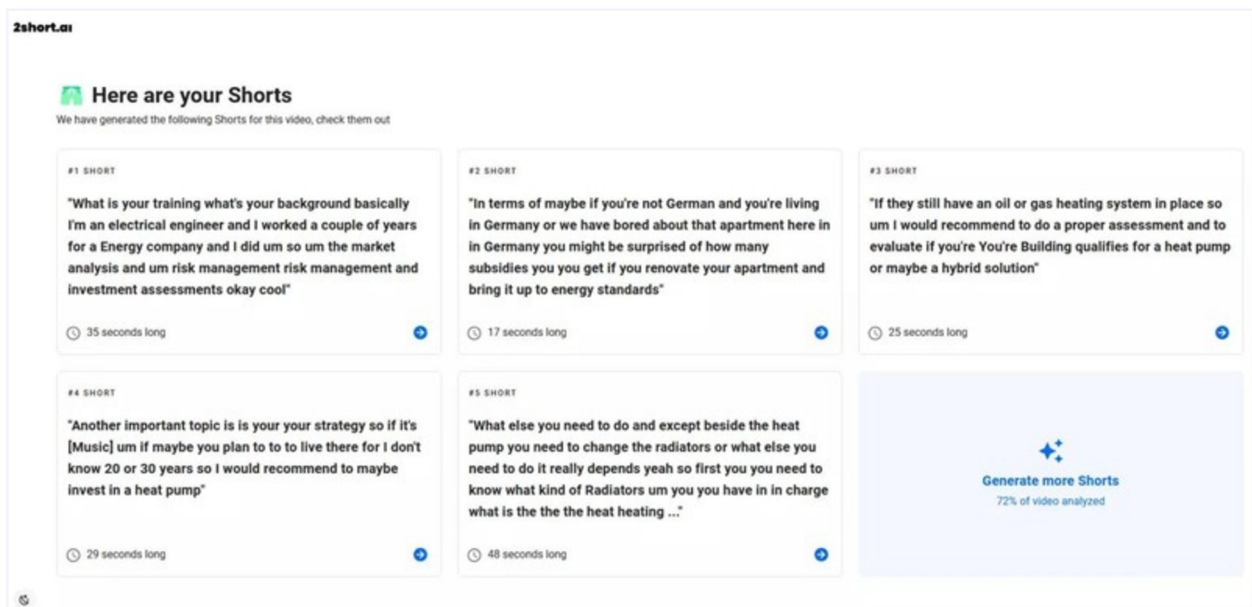 2short.ai
Here are your Shorts
We have generated the following Shorts for this video, check them out
#1 SHORT
"What is your training what's your background basically
I'm an electrical engineer and I worked a couple of years
for a Energy company and I did um so um the market
analysis and um risk management risk management and
investment assessments okay cool"
35 seconds long
#2 SHORT
"In terms of maybe if you're not German and you're living
in Germany or we have bored about that apartment here in
in Germany you might be surprised of how many
subsidies you you get if you renovate your apartment and
bring it up to energy standards"
17 seconds long
#3 SHORT
"If they still have an oil or gas heating system in place so
um I would recommend to do a proper assessment and to
evaluate if you're You're Building qualifies for a heat pump
or maybe a hybrid solution"
25 seconds long
#4 SHORT
"Another important topic is is your your strategy so if it's
[Music] um if maybe you plan to to to live there for I don't
know 20 or 30 years so I would recommend to maybe
invest in a heat pump"
29 seconds long
#5 SHORT
"What else you need to do and except beside the heat
pump you need to change the radiators or what else you
need to do it really depends yeah so first you you need to
know what kind of Radiators um you you have in in charge
what is the the the heat heating ..."
48 seconds long
Generate more Shorts
72% of video analyzed